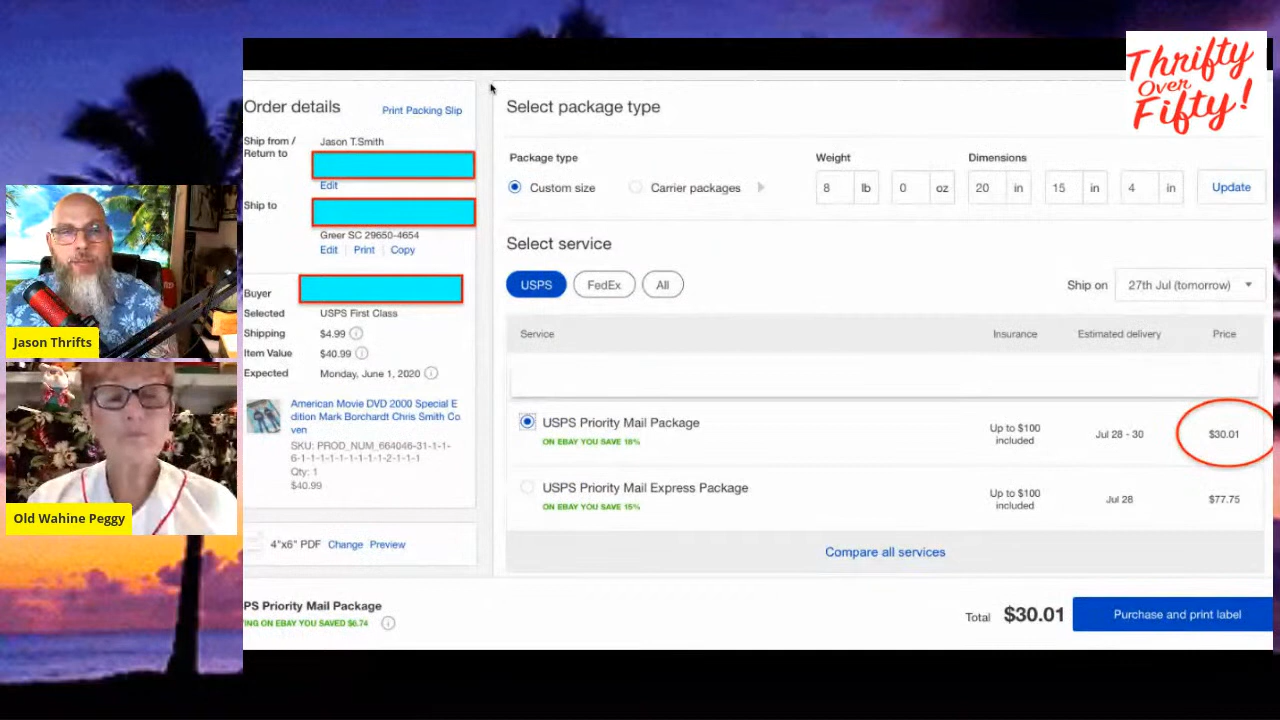 Thrifty
Over
Fifty!
Order details
Print Packing Slip
Ship from /
Return to
Jason T.Smith
Edit
Ship to
Greer SC 29650-4654
Edit | Print | Copy
Buyer
Selected USPS First Class
Shipping $4.99
Item Value $40.99
Expected Monday, June 1, 2020
American Movie DVD 2000 Special E
dition Mark Borchardt Chris Smith Co
ven
SKU: PROD_NUM_664046-31-1-1-
6-1-1-1-1-1-1-1-1-2-1-1-1
Qty: 1
$40.99
4"x6" PDF Change Preview
Select package type
Package type
Custom size
Carrier packages
Weight
8 lb 0 oz
Dimensions
20 in 15 in 4 in
Update
Select service
USPS FedEx All
Ship on 27th Jul (tomorrow)
Service Insurance Estimated delivery Price
USPS Priority Mail Package
ON EBAY YOU SAVE 18%
Up to $100
included
Jul 28 - 30
$30.01
USPS Priority Mail Express Package
ON EBAY YOU SAVE 15%
Up to $100
included
Jul 28
$77.75
Compare all services
PS Priority Mail Package
ING ON EBAY YOU SAVED $6.74
Total $30.01
Purchase and print label
Jason Thrifts
Old Wahine Peggy